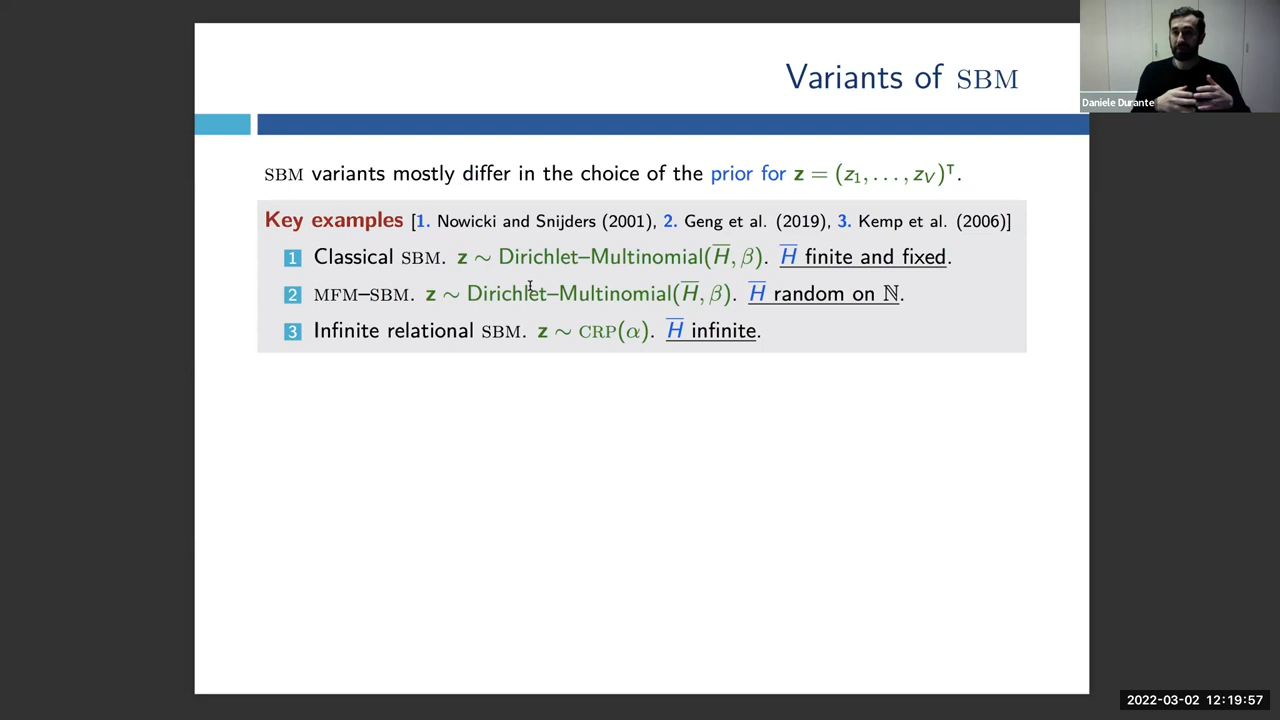 Variants of SBM
Daniele Durante
SBM variants mostly differ in the choice of the prior for z = (z₁, . . . , z_V)ᵀ.
Key examples [1. Nowicki and Snijders (2001), 2. Geng et al. (2019), 3. Kemp et al. (2006)]
1 Classical SBM. z ∼ Dirichlet–Multinomial(H̅, β). H̅ finite and fixed.
2 MFM–SBM. z ∼ Dirichlet–Multinomial(H̅, β). H̅ random on ℕ.
3 Infinite relational SBM. z ∼ CRP(α). H̅ infinite.
2022-03-02 12:19:57